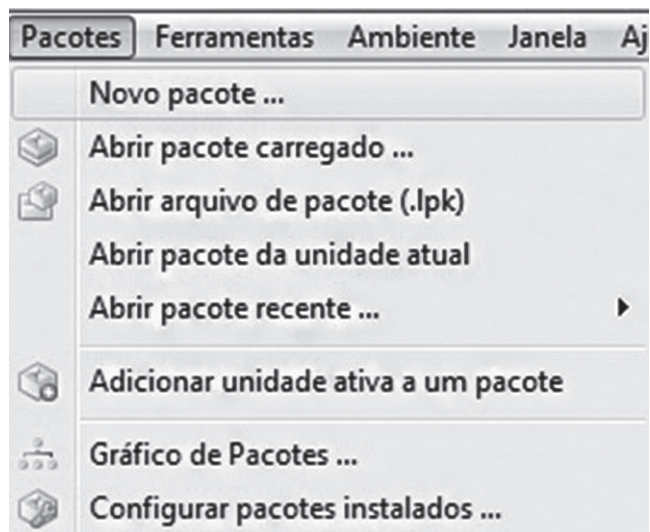 Pacotes Ferramentas Ambiente Janela Aj
Novo pacote ...
Abrir pacote carregado ...
Abrir arquivo de pacote (.lpk)
Abrir pacote da unidade atual
Abrir pacote recente ...
Adicionar unidade ativa a um pacote
Gráfico de Pacotes ...
Configurar pacotes instalados ...